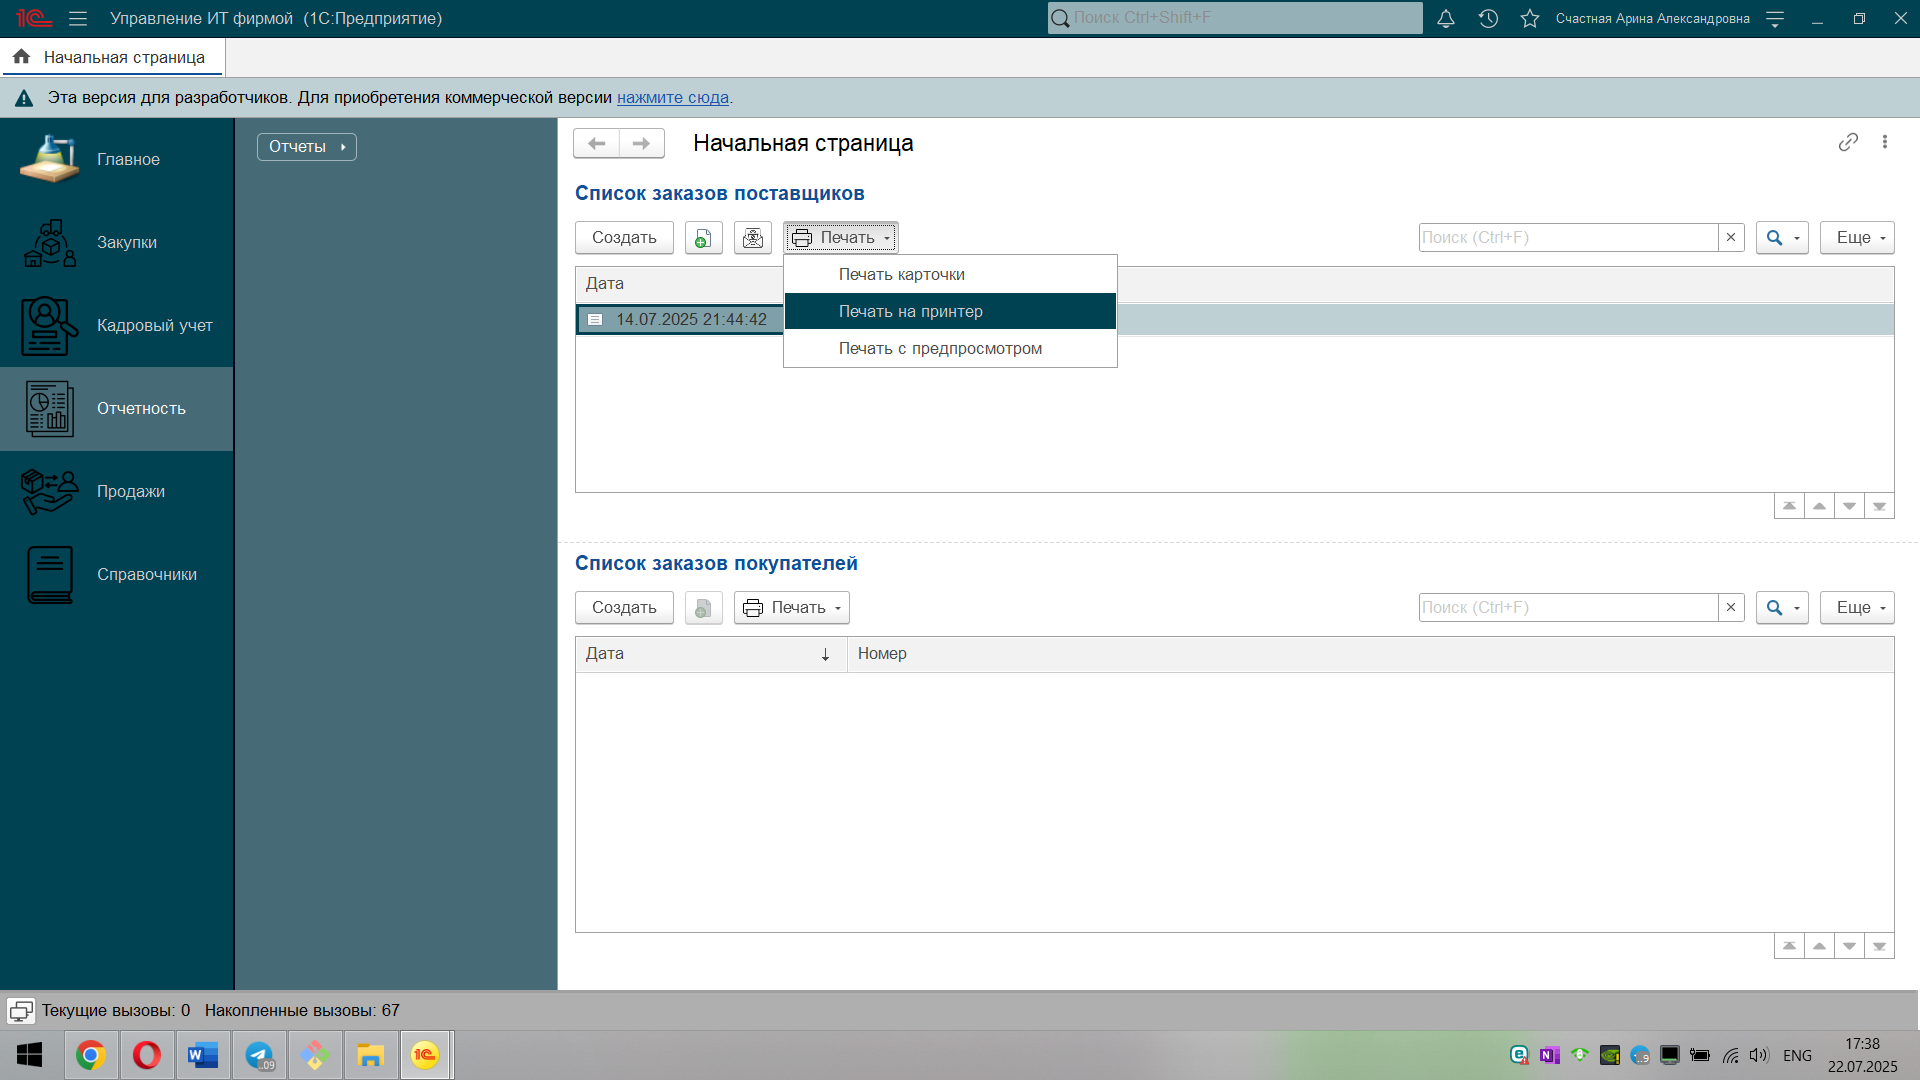 1С Управление ИТ фирмой (1С:Предприятие)
Поиск Ctrl+Shift+F
Счастная Арина Александровна
Начальная страница
Эта версия для разработчиков. Для приобретения коммерческой версии нажмите сюда.
Главное
Закупки
Кадровый учет
Отчетность
Продажи
Справочники
Отчеты
Начальная страница
Список заказов поставщиков
Создать
Печать
Поиск (Ctrl+F)
Еще
Печать карточки
Печать на принтер
Печать с предпросмотром
Дата
14.07.2025 21:44:42
Список заказов покупателей
Создать
Печать
Поиск (Ctrl+F)
Еще
Дата
Номер
Текущие вызовы: 0 Накопленные вызовы: 67
W
..09
1С
N
..9
ENG
17:38
22.07.2025